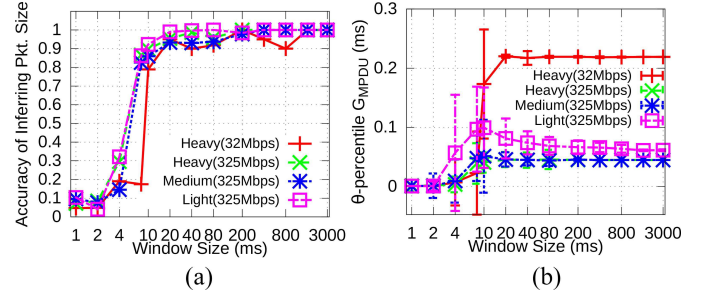 Accuracy of Inferring Pkt. Size
1
0.9
0.8
0.7
0.6
0.5
0.4
0.3
0.2
0.1
0
Heavy(32Mbps)
Heavy(325Mbps)
Medium(325Mbps)
Light(325Mbps)
1 2 4 10 20 40 80 200 800 3000
Window Size (ms)
(a)
θ-percentile G_MPDU (ms)
0.3
0.2
0.1
0
Heavy(32Mbps)
Heavy(325Mbps)
Medium(325Mbps)
Light(325Mbps)
1 2 4 10 20 40 80 200 800 3000
Window Size (ms)
(b)